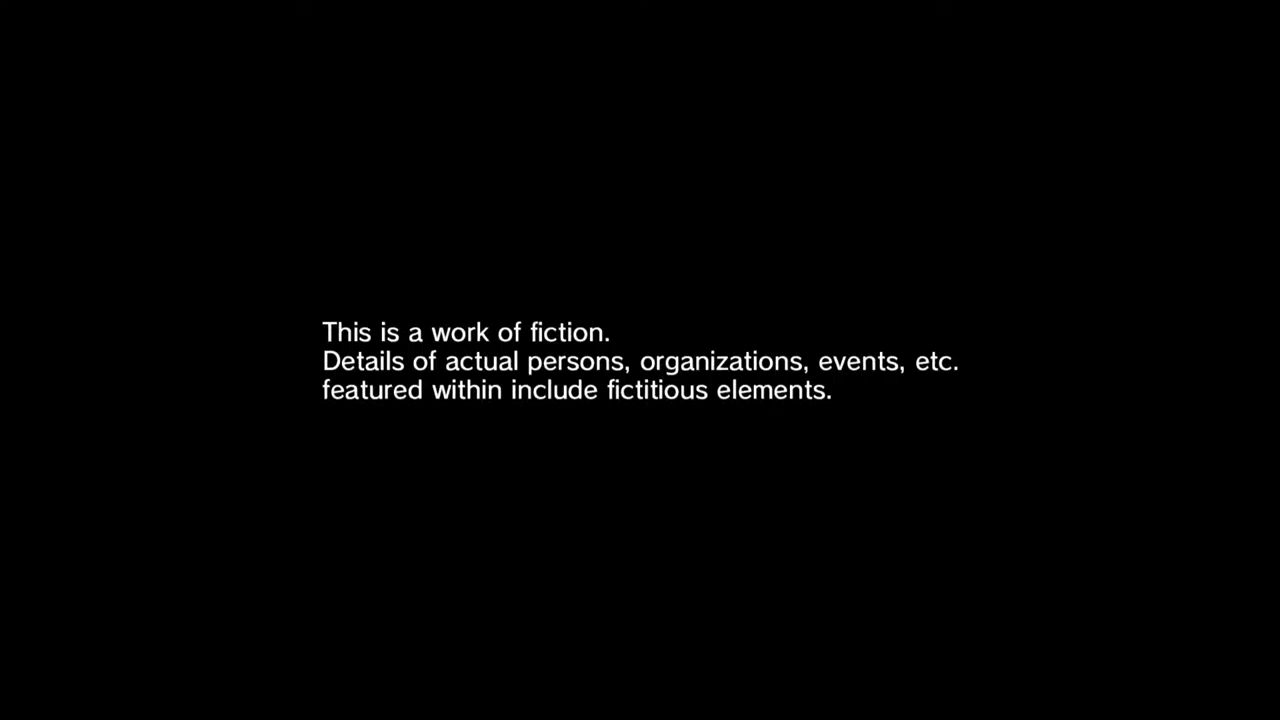 This is a work of fiction.
Details of actual persons, organizations, events, etc.
featured within include fictitious elements.